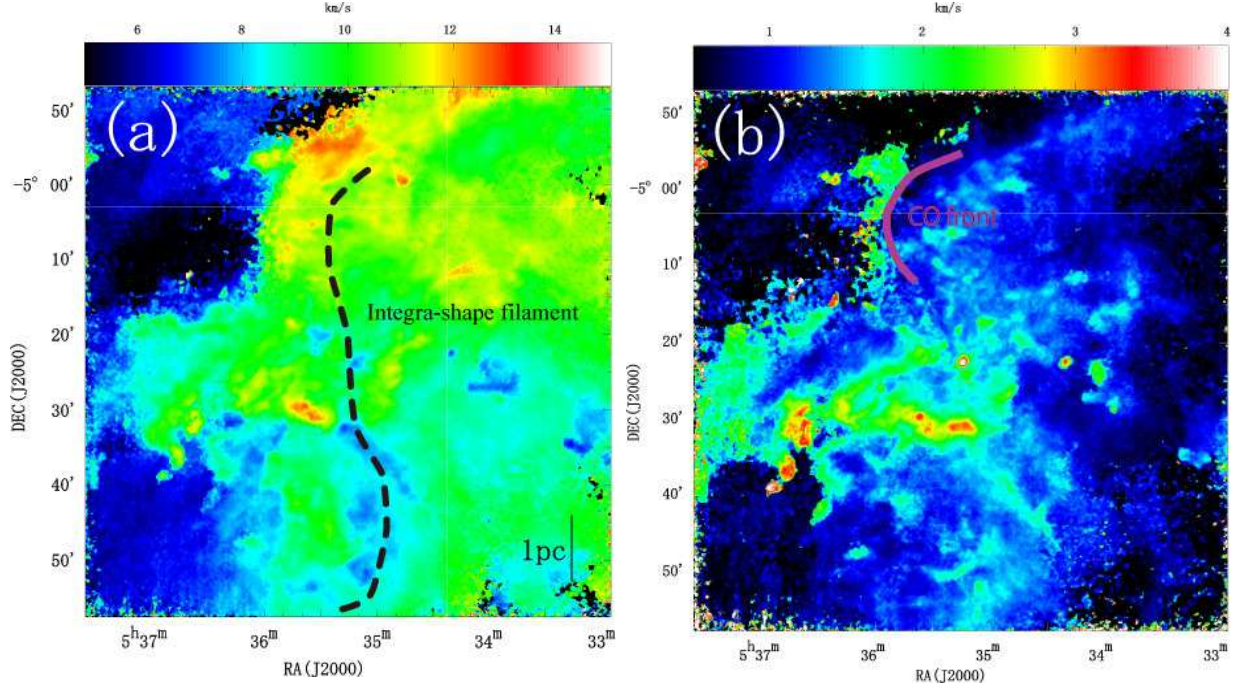 km/s
6 8 10 12 14
(a)
50'
-5° 00'
10'
20'
30'
40'
50'
DEC(J2000)
Integra-shape filament
1pc
5h37m 36m 35m 34m 33m
RA(J2000)
km/s
1 2 3 4
(b)
50'
-5° 00'
10'
20'
30'
40'
50'
DEC(J2000)
CO front
5h37m 36m 35m 34m 33m
RA(J2000)